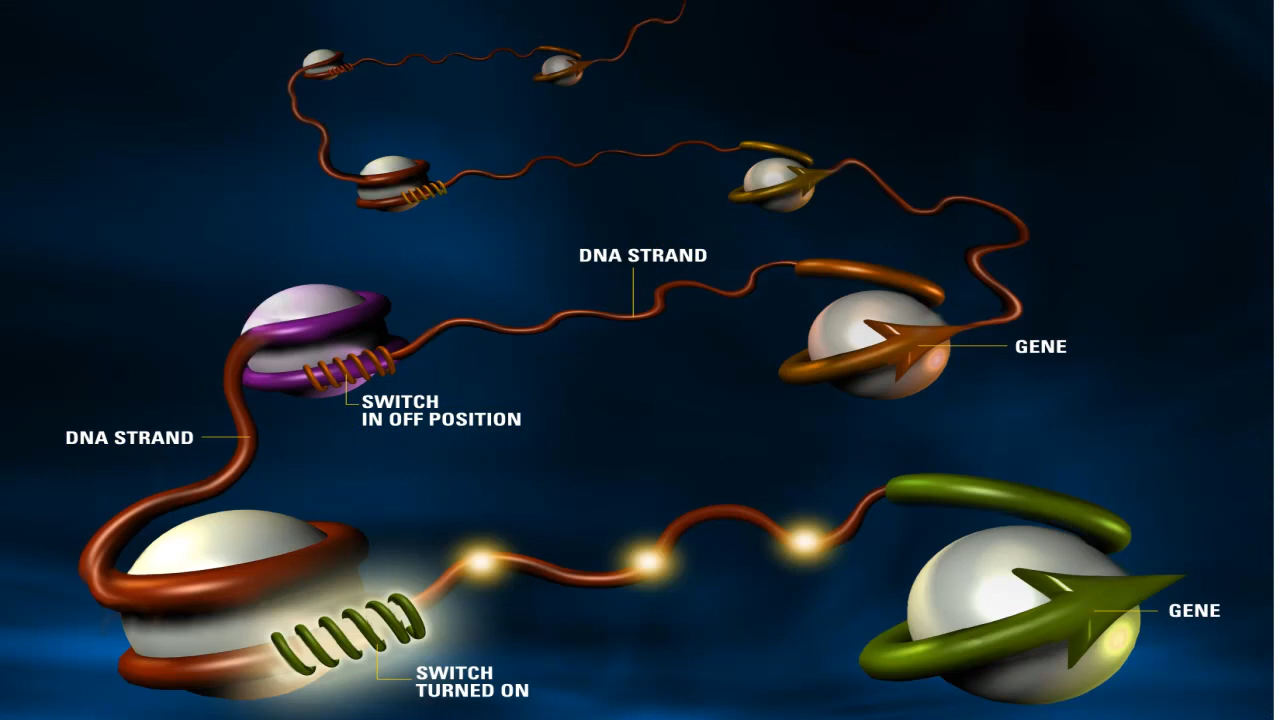 DNA STRAND
GENE
SWITCH
IN OFF POSITION
DNA STRAND
GENE
SWITCH
TURNED ON